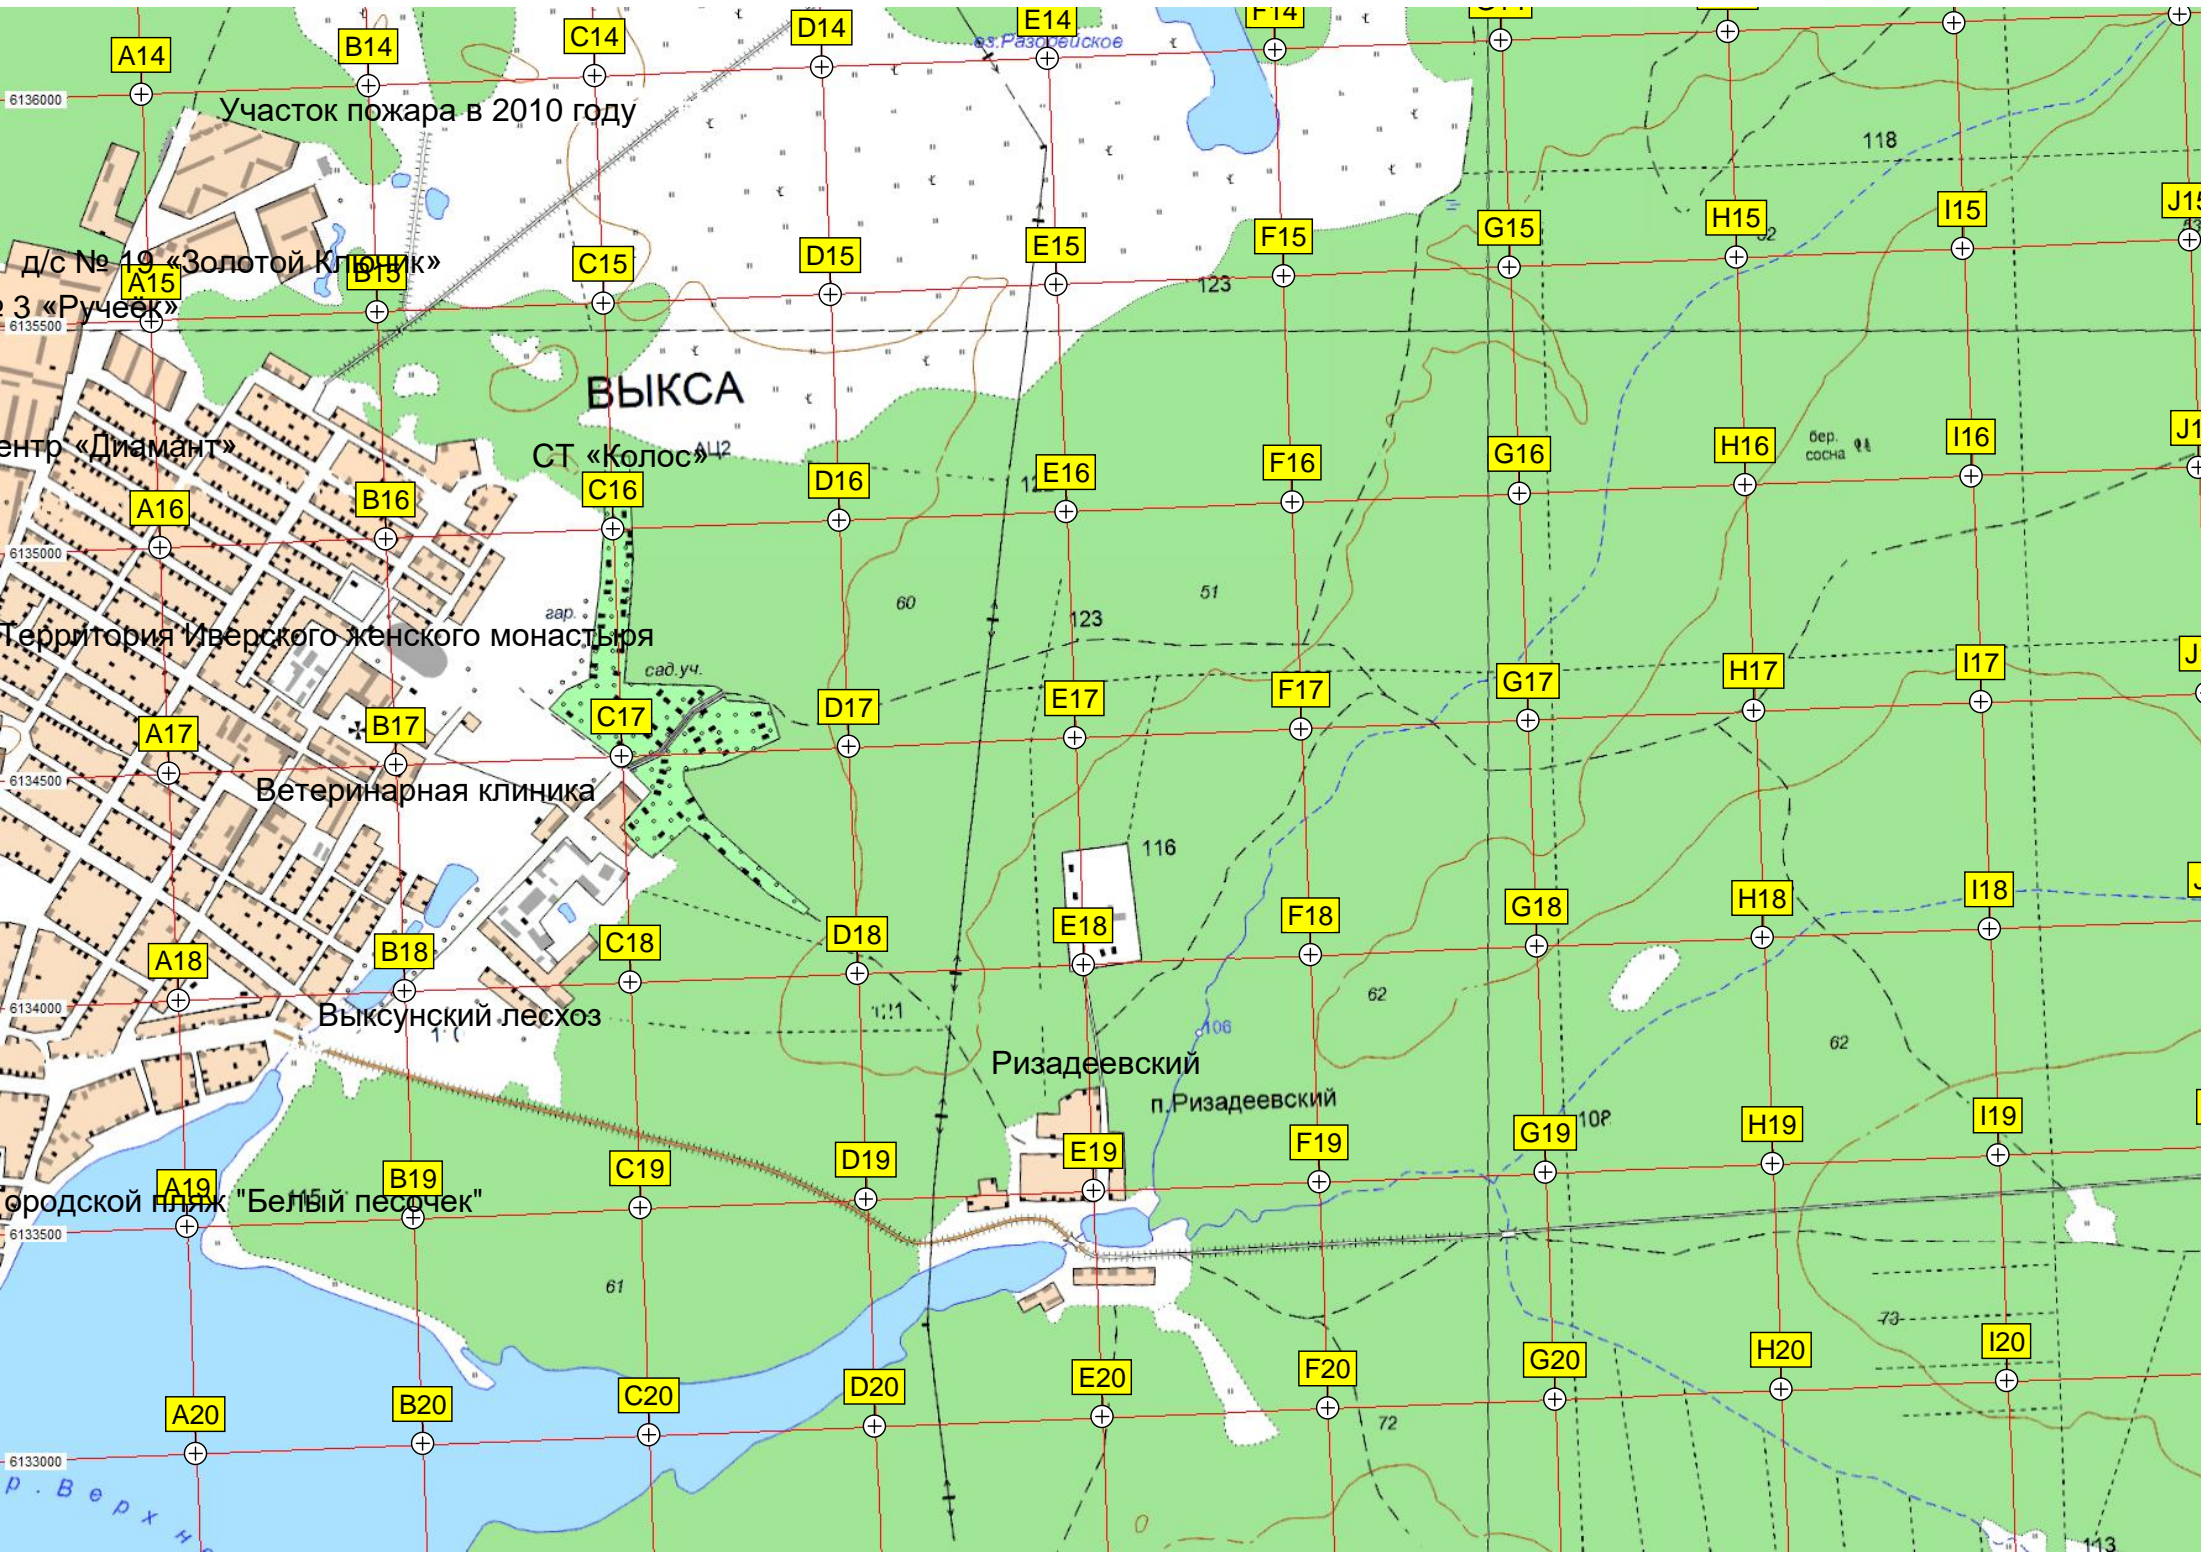 A14 B14 C14 D14 E14 F14
оз.Разодейское
6136000
Участок пожара в 2010 году
118
д/с № 19 «Золотой Ключик»
A15 B15 C15 D15 E15 F15 G15 H15 I15 J15
3 «Ручеёк»
123
6135500
ВЫКСА
АЦ2
СТ «Колос»
ентр «Диамант»
бер.
сосна
A16 B16 C16 D16 E16 F16 G16 H16 I16
6135000
60
51
гар.
123
Территория Иверского женского монастыря
сад.уч.
A17 B17 C17 D17 E17 F17 G17 H17 I17
6134500
Ветеринарная клиника
116
A18 B18 C18 D18 E18 F18 G18 H18 I18
6134000
Выксунский лесхоз
62
106
62
Ризадеевский
п.Ризадеевский
108
A19 B19 C19 D19 E19 F19 G19 H19 I19
115
ородской пляж "Белый песочек"
6133500
61
73
A20 B20 C20 D20 E20 F20 G20 H20 I20
72
6133000
р. Верхн
113